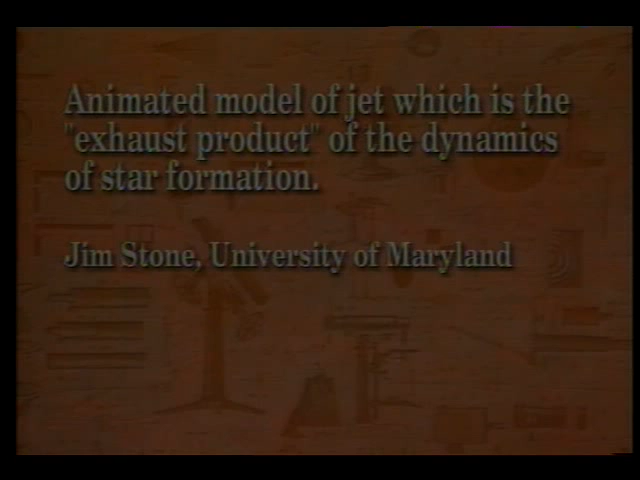 Animated model of jet which is the
"exhaust product" of the dynamics
of star formation.
Jim Stone, University of Maryland